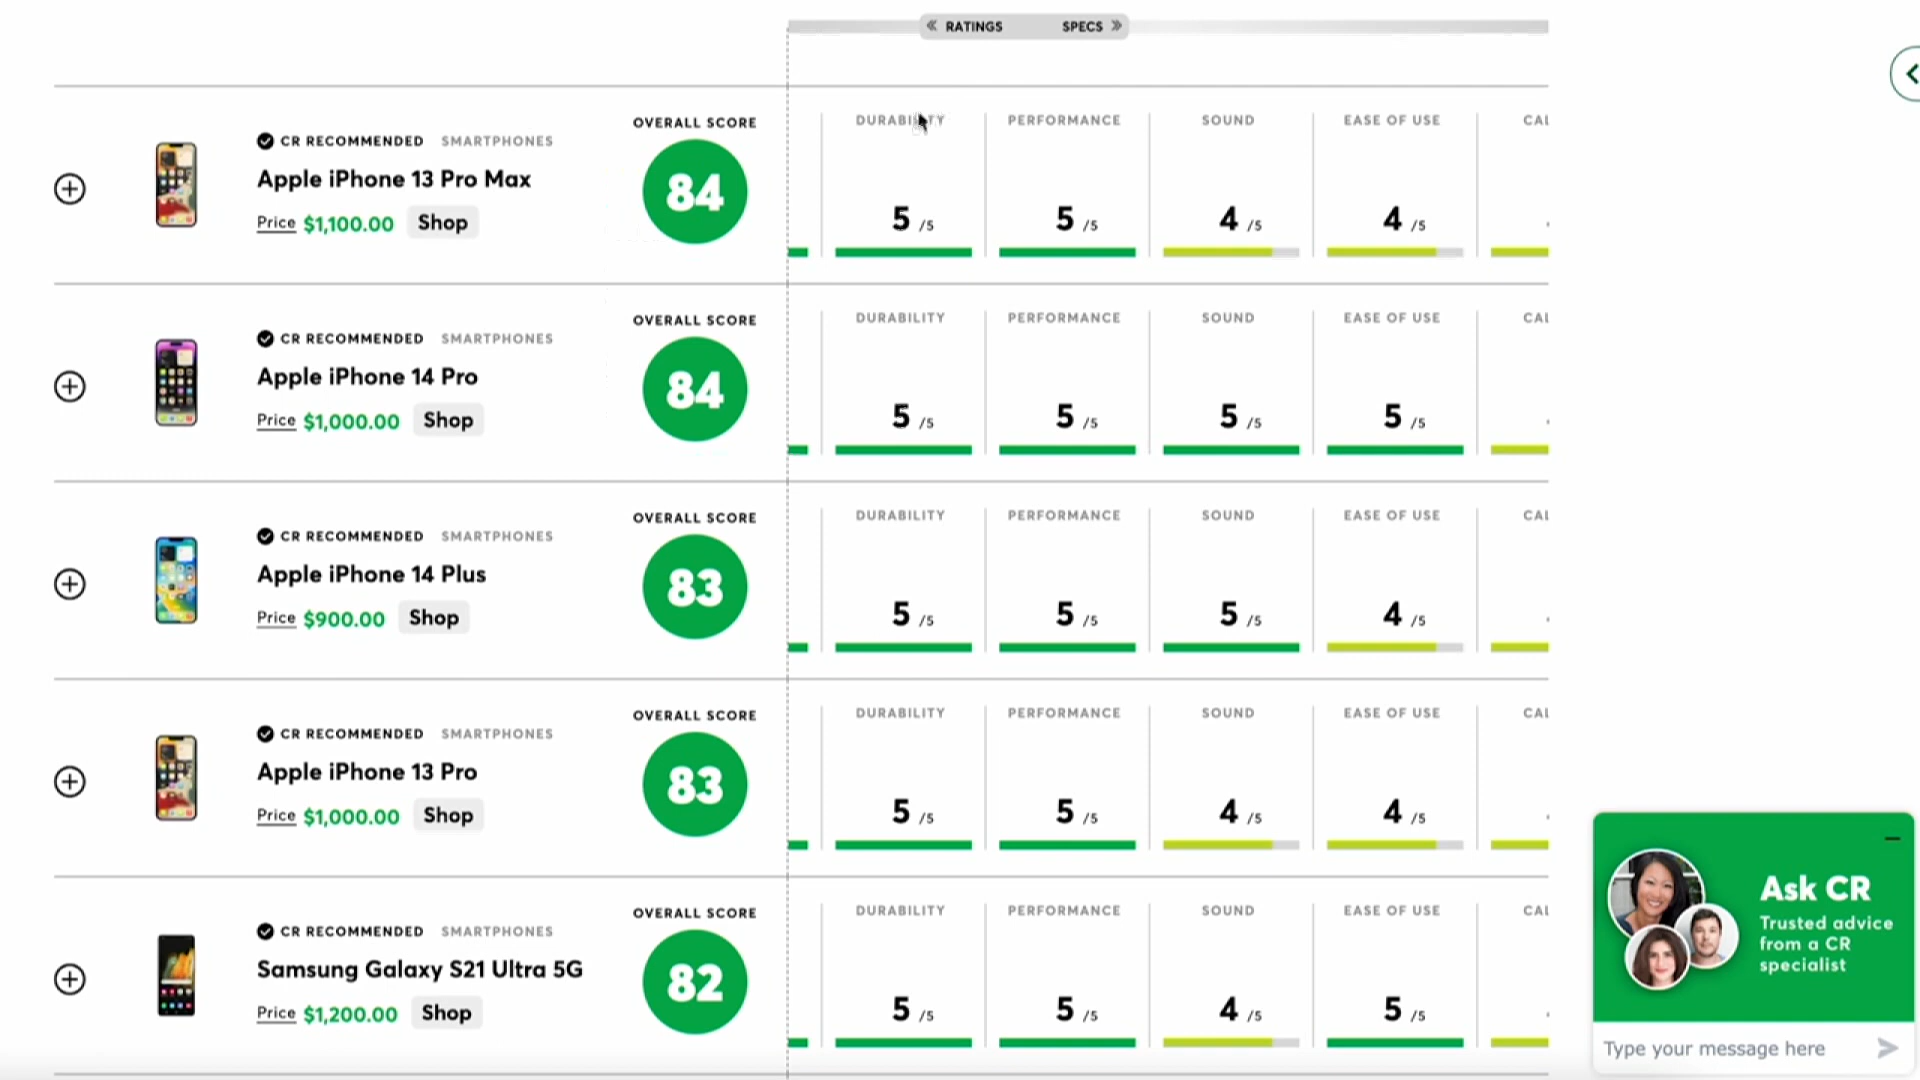 RATINGS SPECS
OVERALL SCORE DURABILITY PERFORMANCE SOUND EASE OF USE CAL
CR RECOMMENDED SMARTPHONES
Apple iPhone 13 Pro Max
Price $1,100.00 Shop
84 5 /5 5 /5 4 /5 4 /5
OVERALL SCORE DURABILITY PERFORMANCE SOUND EASE OF USE CAL
CR RECOMMENDED SMARTPHONES
Apple iPhone 14 Pro
Price $1,000.00 Shop
84 5 /5 5 /5 5 /5 5 /5
OVERALL SCORE DURABILITY PERFORMANCE SOUND EASE OF USE CAL
CR RECOMMENDED SMARTPHONES
Apple iPhone 14 Plus
Price $900.00 Shop
83 5 /5 5 /5 5 /5 4 /5
OVERALL SCORE DURABILITY PERFORMANCE SOUND EASE OF USE CAL
CR RECOMMENDED SMARTPHONES
Apple iPhone 13 Pro
Price $1,000.00 Shop
83 5 /5 5 /5 4 /5 4 /5
OVERALL SCORE DURABILITY PERFORMANCE SOUND EASE OF USE CAL
CR RECOMMENDED SMARTPHONES
Samsung Galaxy S21 Ultra 5G
Price $1,200.00 Shop
82 5 /5 5 /5 4 /5 5 /5
Ask CR
Trusted advice
from a CR
specialist
Type your message here